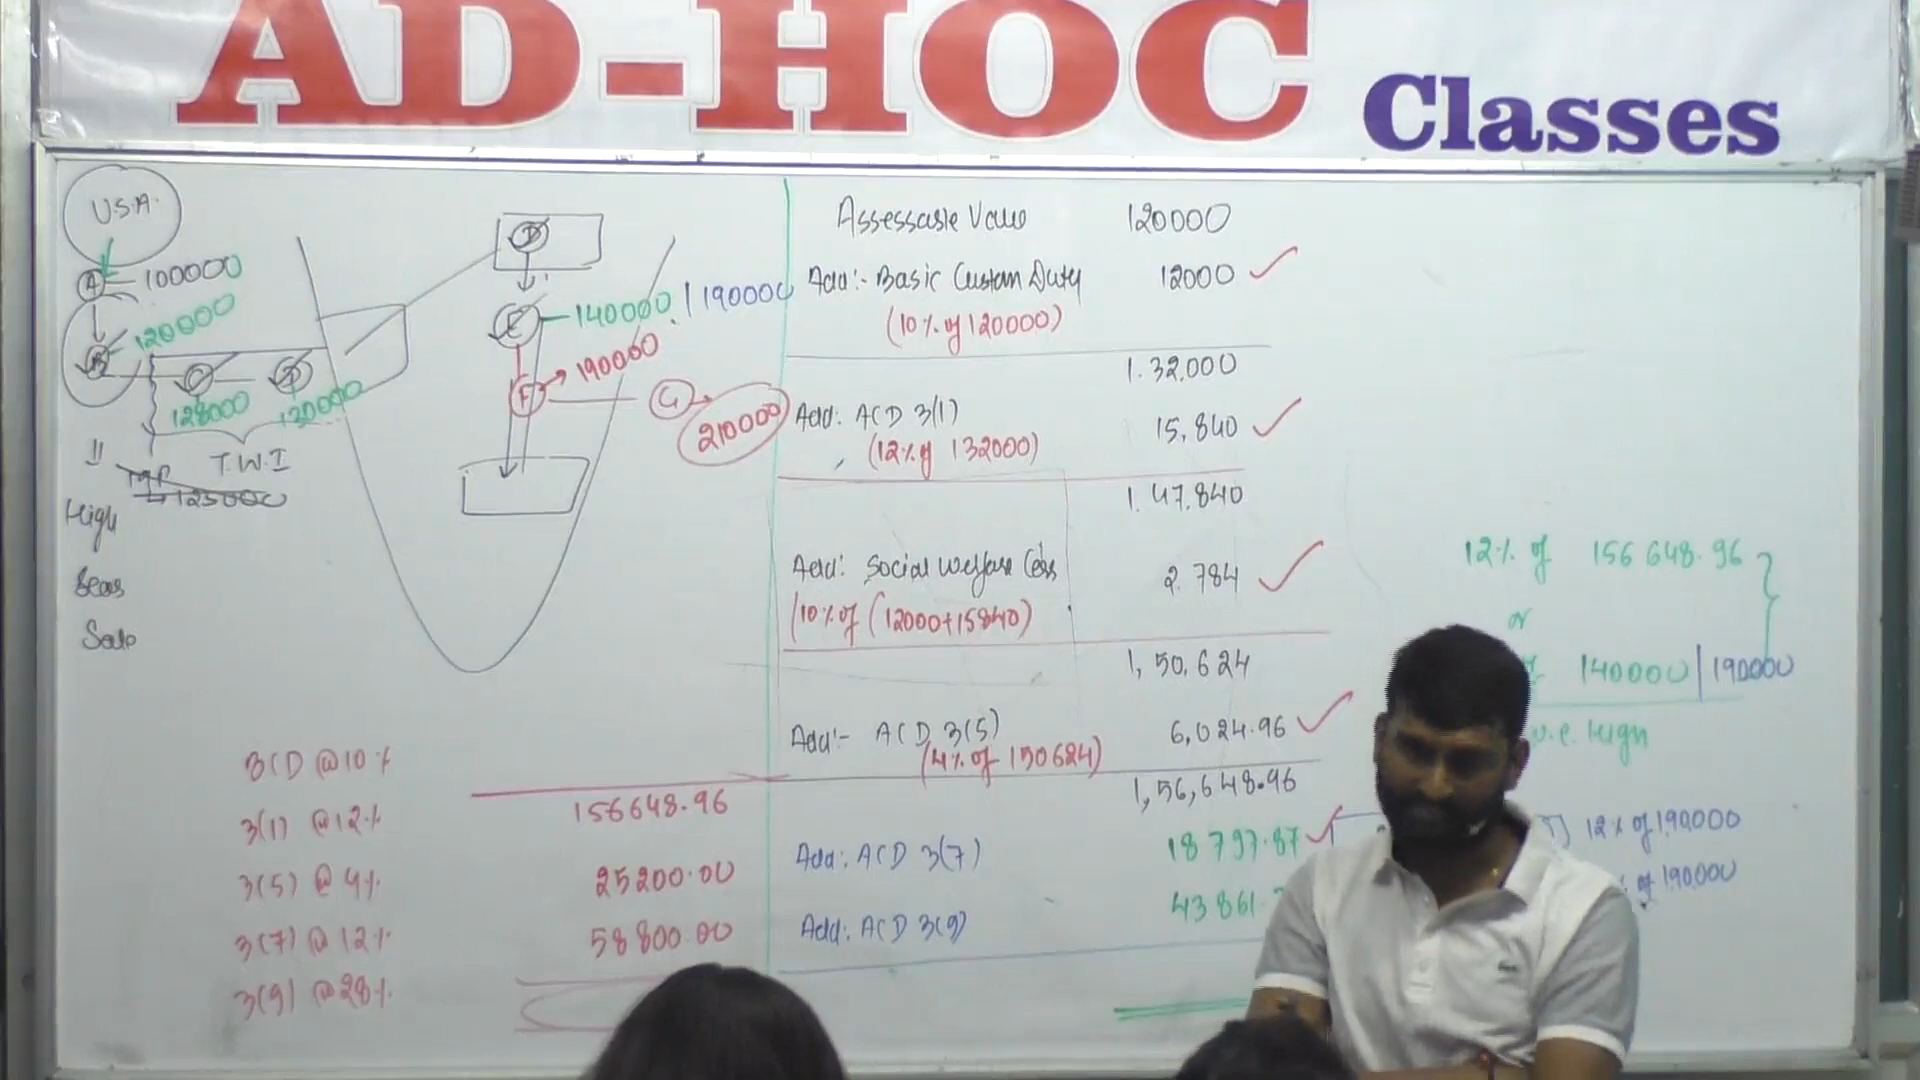 AD-HOC Classes
U.S.A.
A 100000
B 120000
C 128000
D 130000
T.W.I
125000
High
Seas
Sale
D
E 140000 | 190000
F 190000
G 210000
BCD @ 10%
3(1) @ 12%
3(5) @ 4%
3(7) @ 12%
3(9) @ 28%
156648.96
25200.00
58800.00
Assessable Value 120000
Add:- Basic Custom Duty 12000
(10% of 120000)
1.32,000
Add: ACD 3(1) 15,840
(12% of 132000)
1.47.840
Add: Social Welfare Cess 2.784
(10% of (12000+15840)
1,50,624
Add:- ACD 3(5) 6,024.96
(4% of 150624)
1,56,648.96
Add: ACD 3(7) 18797.87
Add: ACD 3(9) 43861.
12% of 156648.96
or
140000 | 190000
High
12% of 190000
of 190000